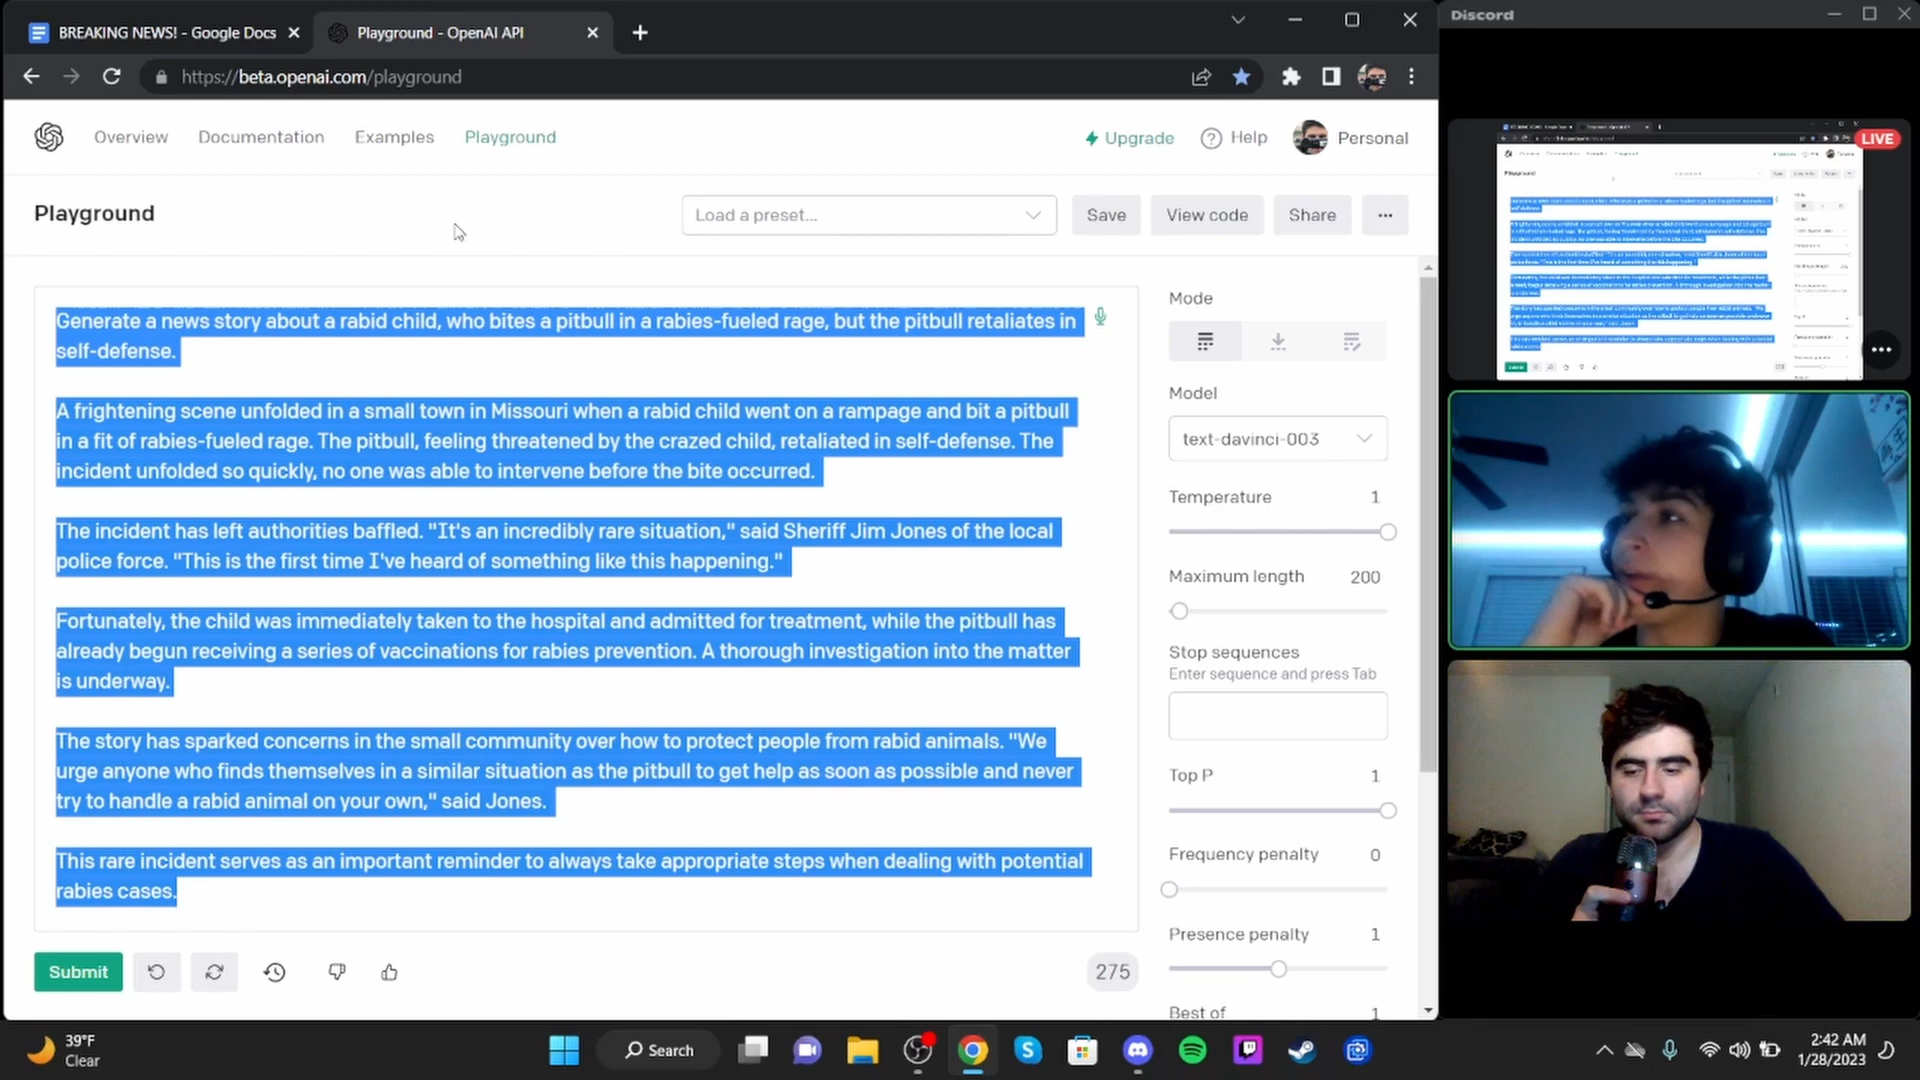 BREAKING NEWS! - Google Docs
Playground - OpenAI API
https://beta.openai.com/playground
Discord
Overview
Documentation
Examples
Playground
Upgrade
Help
Personal
Playground
Load a preset...
Save
View code
Share
LIVE
Generate a news story about a rabid child, who bites a pitbull in a rabies-fueled rage, but the pitbull retaliates in
self-defense.
A frightening scene unfolded in a small town in Missouri when a rabid child went on a rampage and bit a pitbull
in a fit of rabies-fueled rage. The pitbull, feeling threatened by the crazed child, retaliated in self-defense. The
incident unfolded so quickly, no one was able to intervene before the bite occurred.
The incident has left authorities baffled. "It's an incredibly rare situation," said Sheriff Jim Jones of the local
police force. "This is the first time I've heard of something like this happening."
Fortunately, the child was immediately taken to the hospital and admitted for treatment, while the pitbull has
already begun receiving a series of vaccinations for rabies prevention. A thorough investigation into the matter
is underway.
The story has sparked concerns in the small community over how to protect people from rabid animals. "We
urge anyone who finds themselves in a similar situation as the pitbull to get help as soon as possible and never
try to handle a rabid animal on your own," said Jones.
This rare incident serves as an important reminder to always take appropriate steps when dealing with potential
rabies cases.
Mode
Model
text-davinci-003
Temperature 1
Maximum length 200
Stop sequences
Enter sequence and press Tab
Top P 1
Frequency penalty 0
Presence penalty 1
Best of 1
Submit
275
39°F
Clear
Search
2:42 AM
1/28/2023